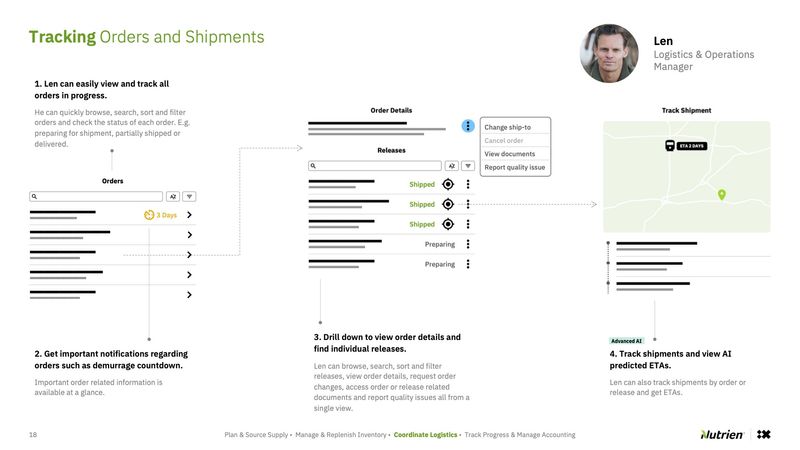 Tracking Orders and Shipments
Len
Logistics & Operations
Manager
1. Len can easily view and track all
orders in progress.
He can quickly browse, search, sort and filter
orders and check the status of each order. E.g.
preparing for shipment, partially shipped or
delivered.
Orders
3 Days
2. Get important notifications regarding
orders such as demurrage countdown.
Important order related information is
available at a glance.
Order Details
Change ship-to
Cancel order
View documents
Report quality issue
Releases
Shipped
Shipped
Shipped
Preparing
Preparing
3. Drill down to view order details and
find individual releases.
Len can browse, search, sort and filter
releases, view order details, request order
changes, access order or release related
documents and report quality issues all from a
single view.
Track Shipment
ETA 2 DAYS
Advanced AI
4. Track shipments and view AI
predicted ETAs.
Len can also track shipments by order or
release and get ETAs.
18
Plan & Source Supply • Manage & Replenish Inventory • Coordinate Logistics • Track Progress & Manage Accounting
Nutrien